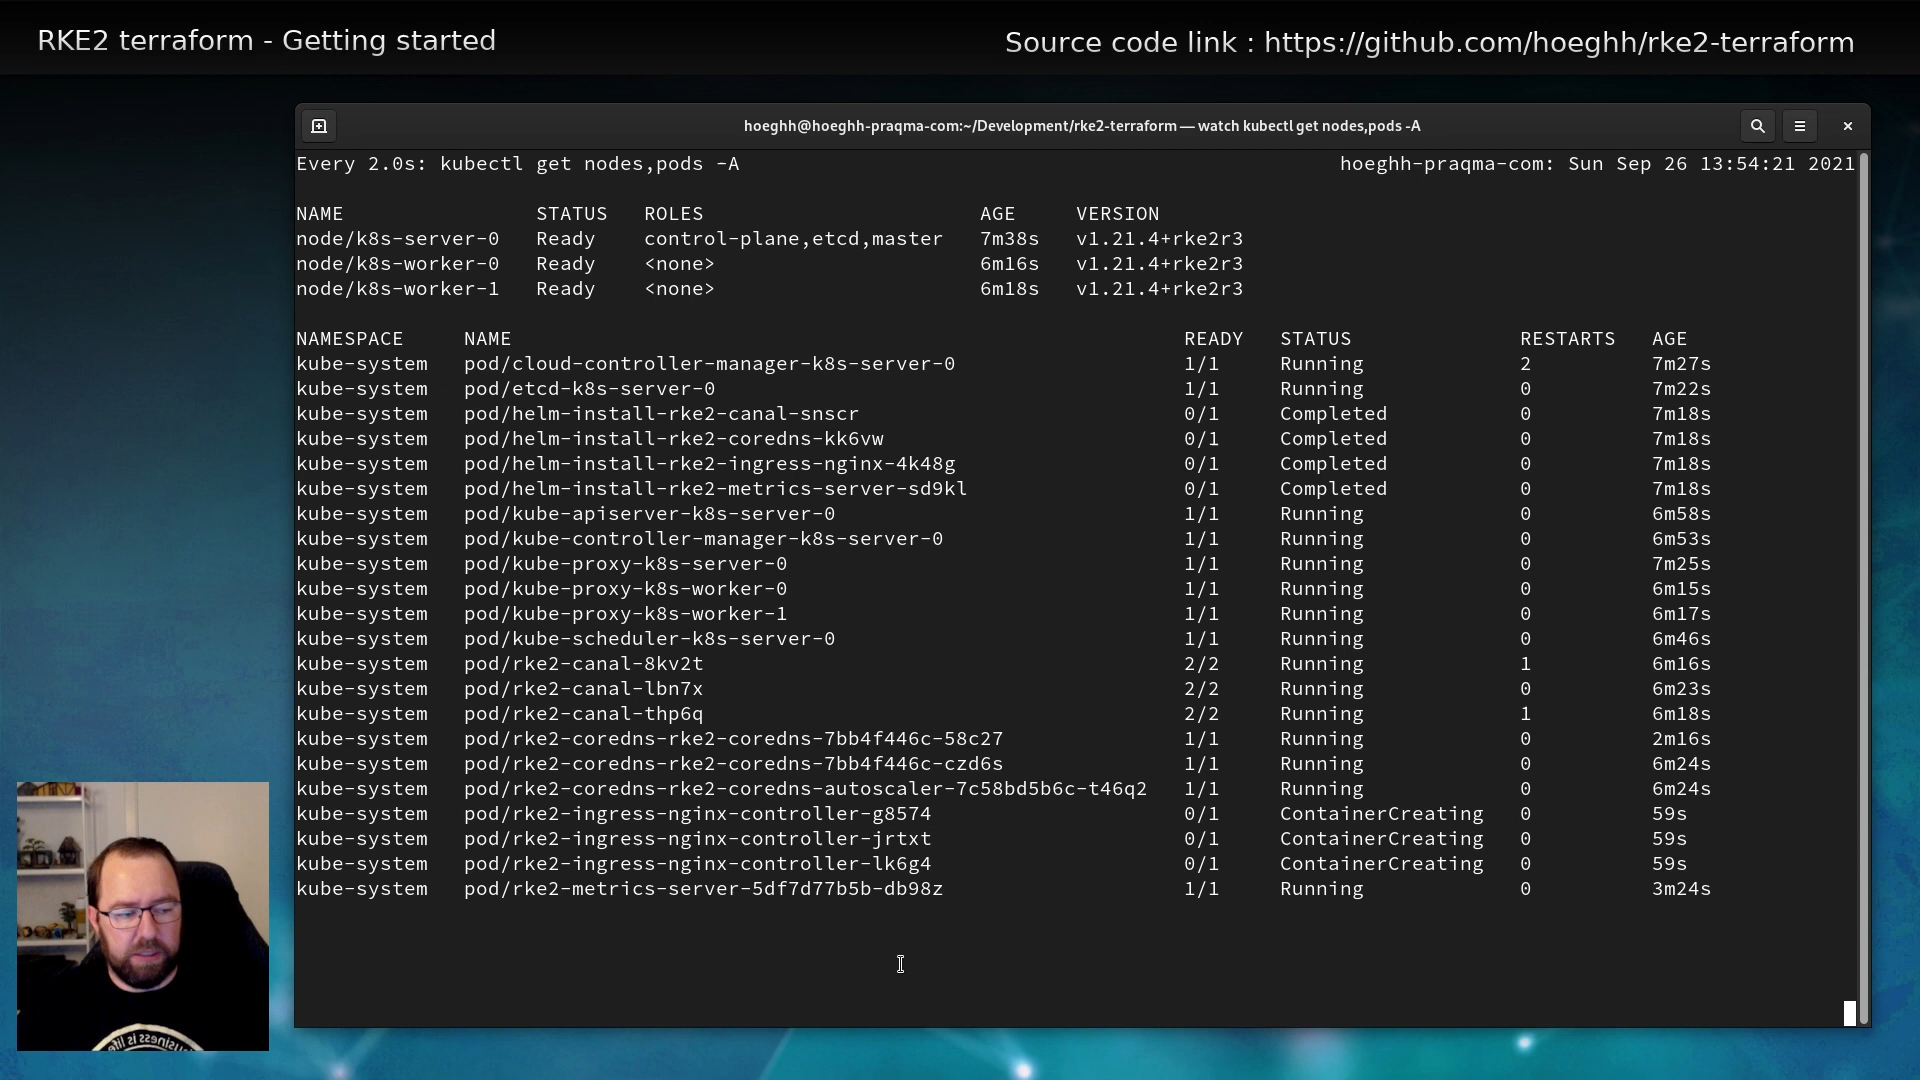 RKE2 terraform - Getting started
Source code link : https://github.com/hoeghh/rke2-terraform
hoeghh@hoeghh-praqma-com:~/Development/rke2-terraform — watch kubectl get nodes,pods -A
Every 2.0s: kubectl get nodes,pods -A hoeghh-praqma-com: Sun Sep 26 13:54:21 2021
NAME STATUS ROLES AGE VERSION
node/k8s-server-0 Ready control-plane,etcd,master 7m38s v1.21.4+rke2r3
node/k8s-worker-0 Ready <none> 6m16s v1.21.4+rke2r3
node/k8s-worker-1 Ready <none> 6m18s v1.21.4+rke2r3
NAMESPACE NAME READY STATUS RESTARTS AGE
kube-system pod/cloud-controller-manager-k8s-server-0 1/1 Running 2 7m27s
kube-system pod/etcd-k8s-server-0 1/1 Running 0 7m22s
kube-system pod/helm-install-rke2-canal-snscr 0/1 Completed 0 7m18s
kube-system pod/helm-install-rke2-coredns-kk6vw 0/1 Completed 0 7m18s
kube-system pod/helm-install-rke2-ingress-nginx-4k48g 0/1 Completed 0 7m18s
kube-system pod/helm-install-rke2-metrics-server-sd9kl 0/1 Completed 0 7m18s
kube-system pod/kube-apiserver-k8s-server-0 1/1 Running 0 6m58s
kube-system pod/kube-controller-manager-k8s-server-0 1/1 Running 0 6m53s
kube-system pod/kube-proxy-k8s-server-0 1/1 Running 0 7m25s
kube-system pod/kube-proxy-k8s-worker-0 1/1 Running 0 6m15s
kube-system pod/kube-proxy-k8s-worker-1 1/1 Running 0 6m17s
kube-system pod/kube-scheduler-k8s-server-0 1/1 Running 0 6m46s
kube-system pod/rke2-canal-8kv2t 2/2 Running 1 6m16s
kube-system pod/rke2-canal-lbn7x 2/2 Running 0 6m23s
kube-system pod/rke2-canal-thp6q 2/2 Running 1 6m18s
kube-system pod/rke2-coredns-rke2-coredns-7bb4f446c-58c27 1/1 Running 0 2m16s
kube-system pod/rke2-coredns-rke2-coredns-7bb4f446c-czd6s 1/1 Running 0 6m24s
kube-system pod/rke2-coredns-rke2-coredns-autoscaler-7c58bd5b6c-t46q2 1/1 Running 0 6m24s
kube-system pod/rke2-ingress-nginx-controller-g8574 0/1 ContainerCreating 0 59s
kube-system pod/rke2-ingress-nginx-controller-jrtxt 0/1 ContainerCreating 0 59s
kube-system pod/rke2-ingress-nginx-controller-lk6g4 0/1 ContainerCreating 0 59s
kube-system pod/rke2-metrics-server-5df7d77b5b-db98z 1/1 Running 0 3m24s